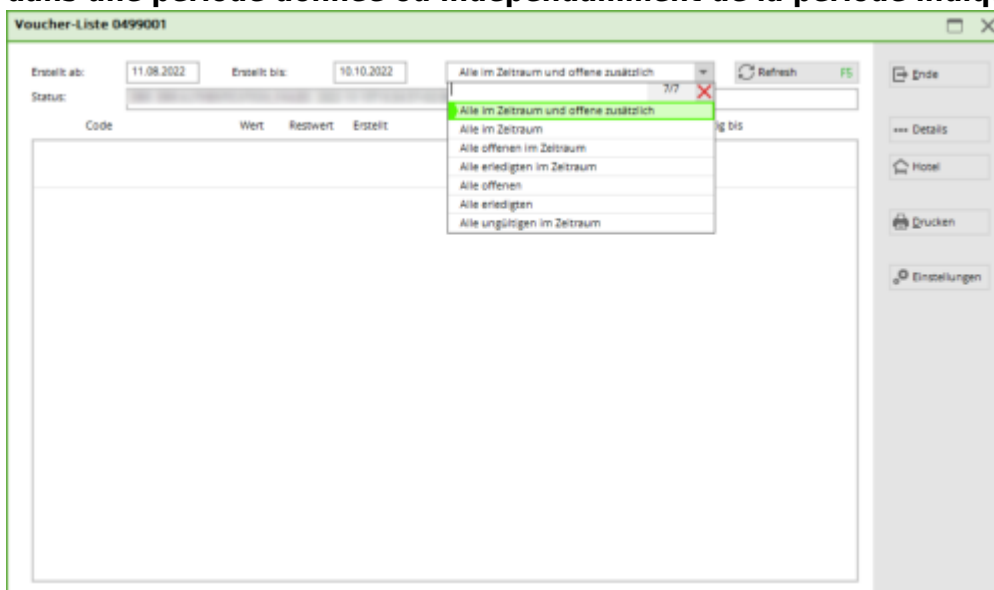 dans une période donnée ou indépendamment de la période indiq
Voucher-Liste 0499001
Erstellt ab: 11.08.2022 Erstellt bis: 10.10.2022 Alle im Zeitraum und offene zusätzlich Refresh F5
Status:
7/7
Code Wert Restwert Erstellt ig bis
Alle im Zeitraum und offene zusätzlich
Alle im Zeitraum
Alle offenen im Zeitraum
Alle erledigten im Zeitraum
Alle offenen
Alle erledigten
Alle ungültigen im Zeitraum
Ende
Details
Hotel
Drucken
Einstellungen